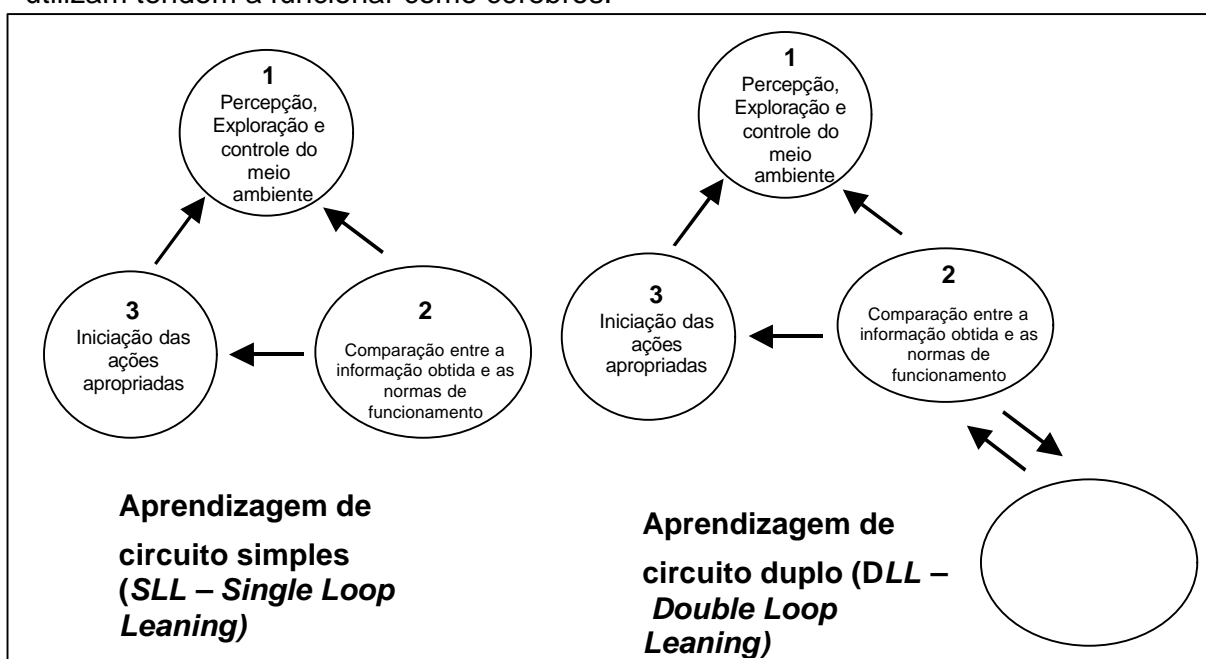 utilizam tendem a funcionar como cérebros.
1
Percepção,
Exploração e
controle do
meio
ambiente
3
Iniciação das
ações
apropriadas
2
Comparação entre a
informação obtida e as
normas de
funcionamento
Aprendizagem de
circuito simples
(SLL – Single Loop
Leaning)
1
Percepção,
Exploração e
controle do
meio
ambiente
3
Iniciação das
ações
apropriadas
2
Comparação entre a
informação obtida e as
normas de
funcionamento
Aprendizagem de
circuito duplo (DLL –
Double Loop
Leaning)